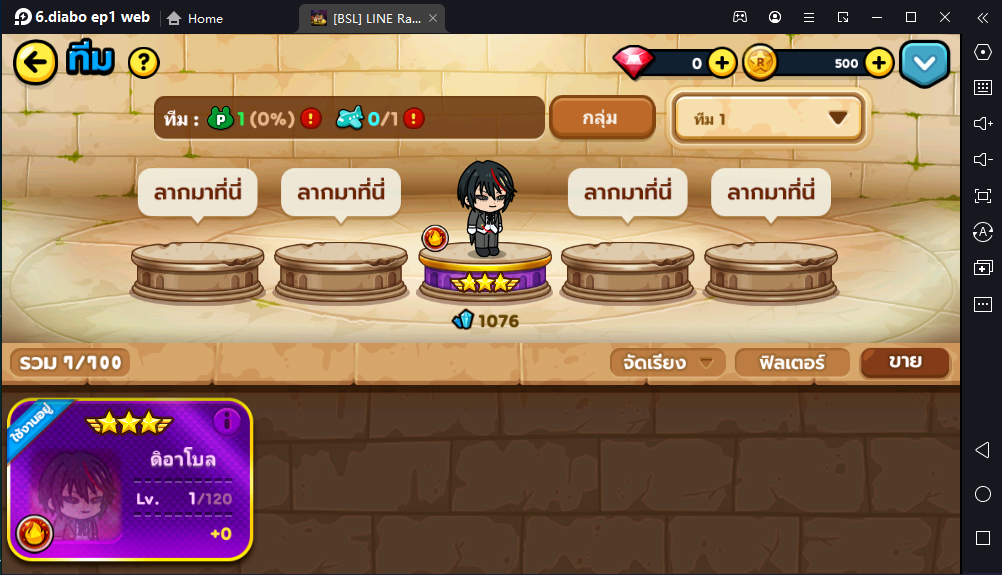 6.diabo ep1 web
Home
[BSL] LINE Ra...
ทีม
?
0
500
ทีม : P 1 (0%) ! 0/1 !
กลุ่ม
ทีม 1
ลากมาที่นี่
ลากมาที่นี่
ลากมาที่นี่
ลากมาที่นี่
1076
รวม 1/100
จัดเรียง
ฟิลเตอร์
ขาย
ใช้งานอยู่
i
ดิอาโบล
Lv. 1/120
+0